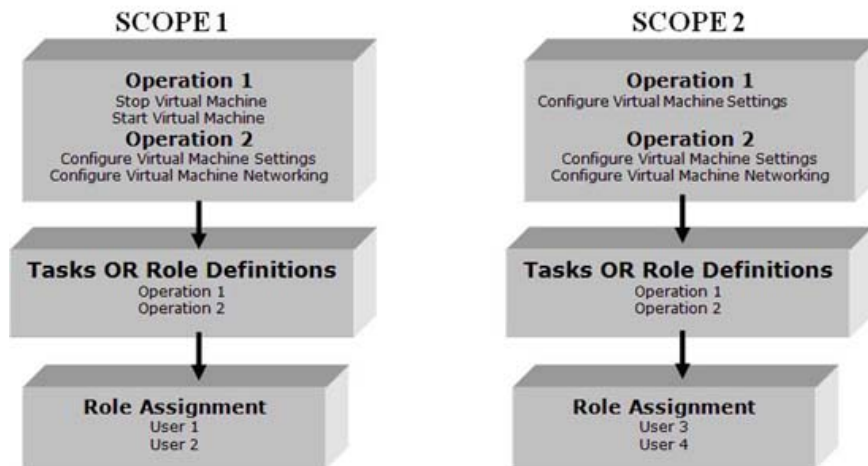 SCOPE 1
Operation 1
Stop Virtual Machine
Start Virtual Machine
Operation 2
Configure Virtual Machine Settings
Configure Virtual Machine Networking
Tasks OR Role Definitions
Operation 1
Operation 2
Role Assignment
User 1
User 2
SCOPE 2
Operation 1
Configure Virtual Machine Settings
Operation 2
Configure Virtual Machine Settings
Configure Virtual Machine Networking
Tasks OR Role Definitions
Operation 1
Operation 2
Role Assignment
User 3
User 4